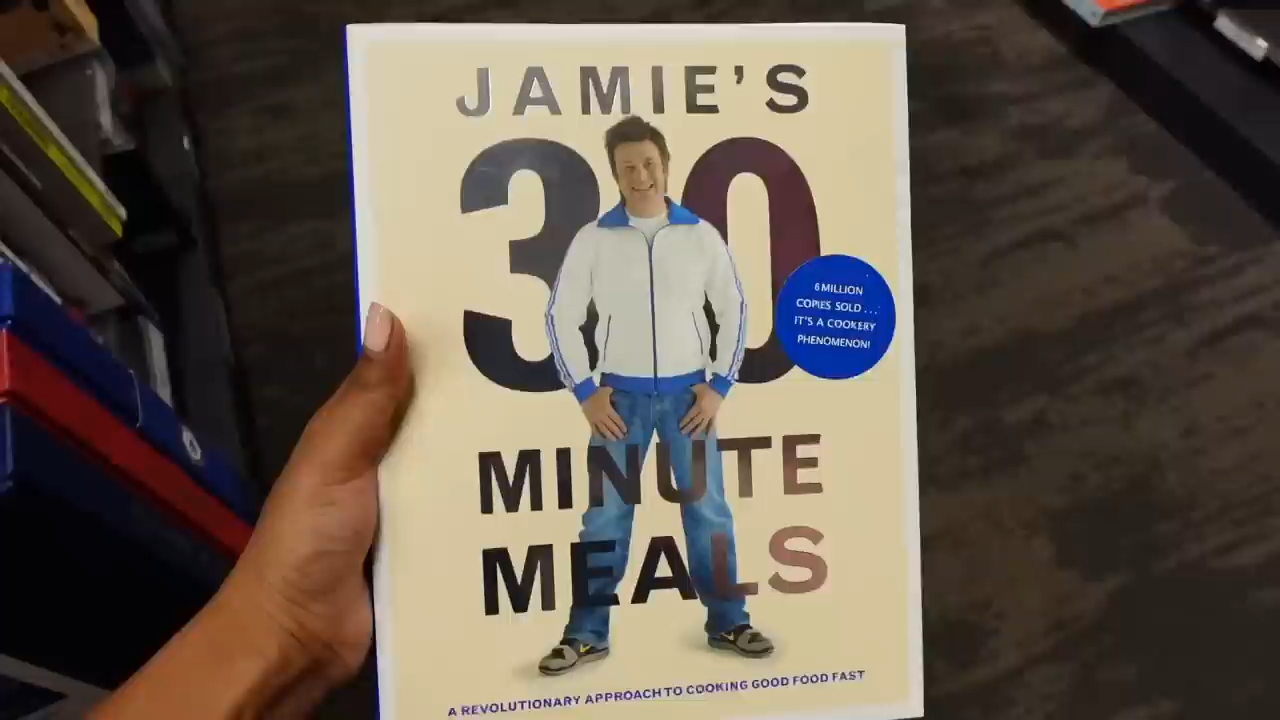 JAMIE'S
30
MINUTE
MEALS
6 MILLION
COPIES SOLD...
IT'S A COOKERY
PHENOMENON!
A REVOLUTIONARY APPROACH TO COOKING GOOD FOOD FAST